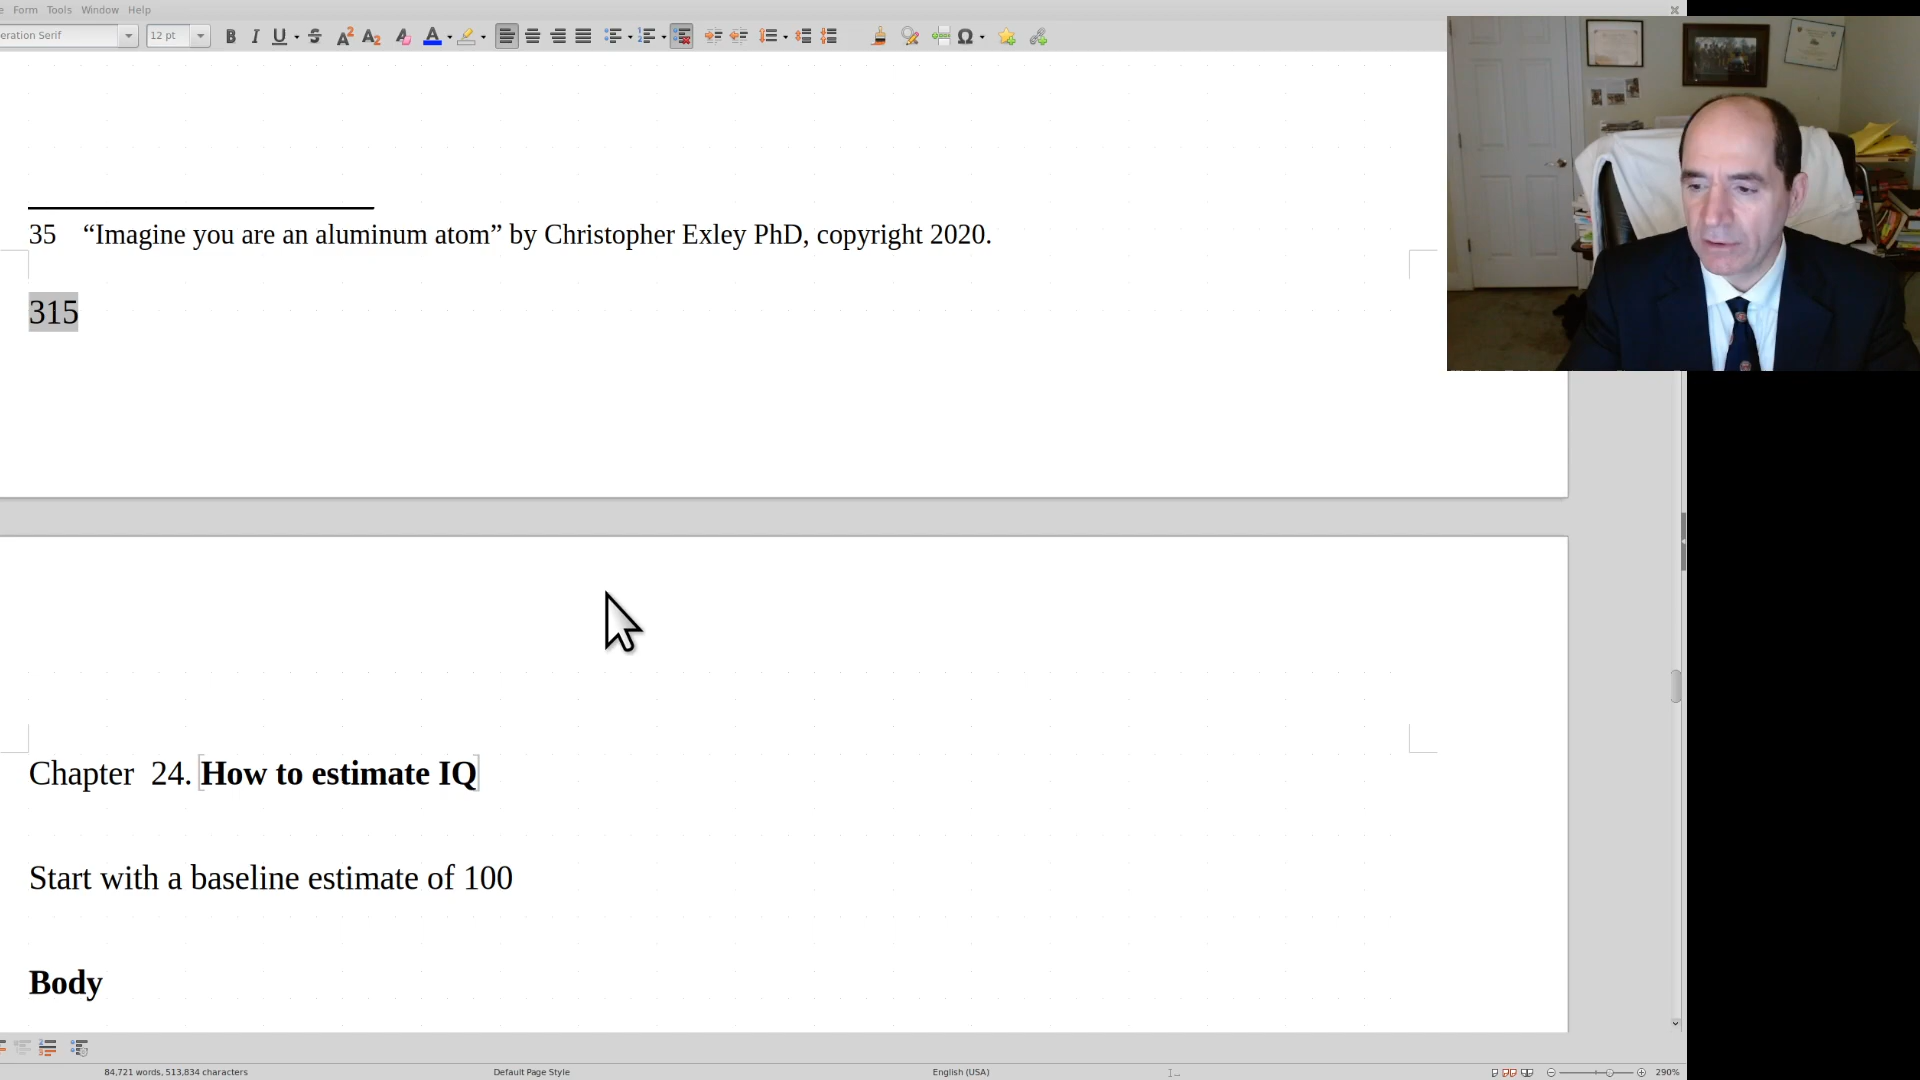 Form Tools Window Help
eration Serif 12 pt
35 “Imagine you are an aluminum atom” by Christopher Exley PhD, copyright 2020.
315
Chapter 24. How to estimate IQ
Start with a baseline estimate of 100
Body
84,721 words, 513,834 characters Default Page Style English (USA) 290%